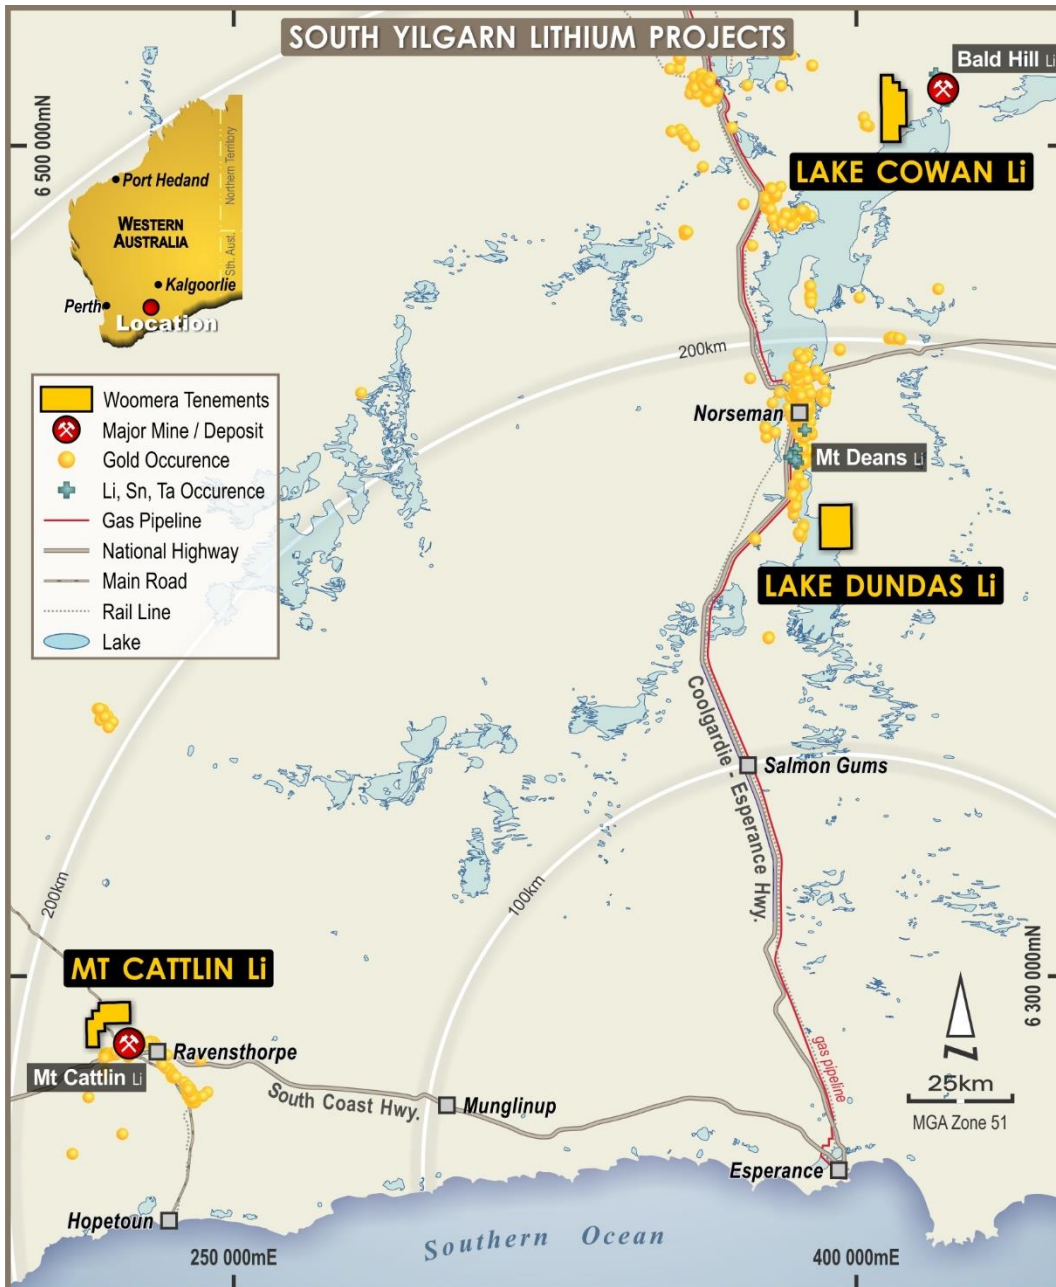 SOUTH YILGARN LITHIUM PROJECTS
Bald Hill Li
6 500 000mN
LAKE COWAN Li
Port Hedand
WESTERN
AUSTRALIA
Northern Territory
Sth. Aust.
Kalgoorlie
Perth
Location
200km
Woomera Tenements
Major Mine / Deposit
Gold Occurence
Li, Sn, Ta Occurence
Gas Pipeline
National Highway
Main Road
Rail Line
Lake
Norseman
Mt Deans Li
LAKE DUNDAS Li
Coolgardie - Esperance Hwy.
Salmon Gums
200km
100km
MT CATTLIN Li
6 300 000mN
Ravensthorpe
Mt Cattlin Li
South Coast Hwy.
Munglinup
gas pipeline
N
25km
MGA Zone 51
Esperance
Hopetoun
Southern Ocean
250 000mE
400 000mE